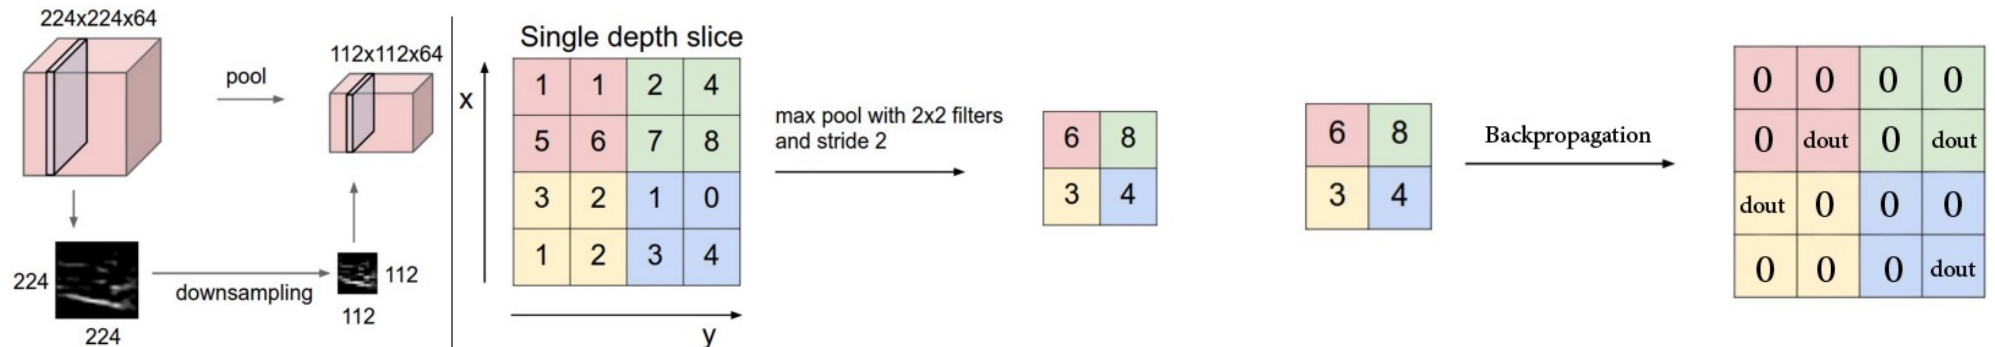 224x224x64
pool
112x112x64
224
224
downsampling
112
112
x
Single depth slice
1 1 2 4
5 6 7 8
3 2 1 0
1 2 3 4
y
max pool with 2x2 filters
and stride 2
6 8
3 4
6 8
3 4
Backpropagation
0 0 0 0
0 dout 0 dout
dout 0 0 0
0 0 0 dout